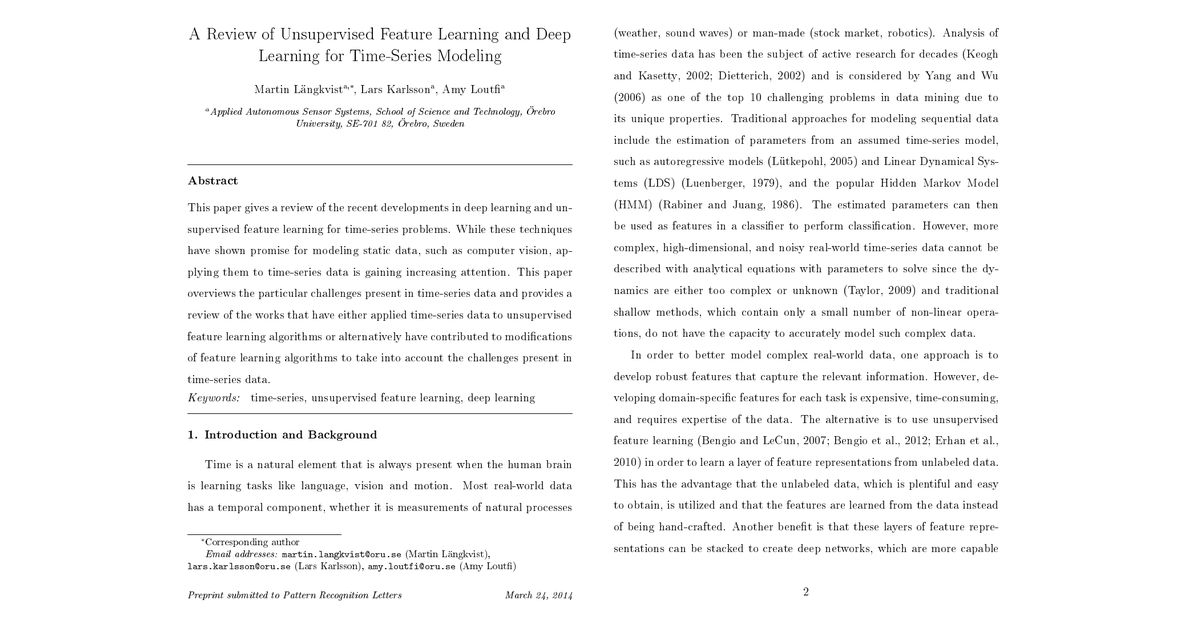 A Review of Unsupervised Feature Learning and Deep
Learning for Time-Series Modeling
Martin Längkvistᵃ,*, Lars Karlssonᵃ, Amy Loutfiᵃ
ᵃApplied Autonomous Sensor Systems, School of Science and Technology, Örebro
University, SE-701 82, Örebro, Sweden
Abstract
This paper gives a review of the recent developments in deep learning and un-
supervised feature learning for time-series problems. While these techniques
have shown promise for modeling static data, such as computer vision, ap-
plying them to time-series data is gaining increasing attention. This paper
overviews the particular challenges present in time-series data and provides a
review of the works that have either applied time-series data to unsupervised
feature learning algorithms or alternatively have contributed to modifications
of feature learning algorithms to take into account the challenges present in
time-series data.
Keywords: time-series, unsupervised feature learning, deep learning
1. Introduction and Background
Time is a natural element that is always present when the human brain
is learning tasks like language, vision and motion. Most real-world data
has a temporal component, whether it is measurements of natural processes
*Corresponding author
Email addresses: martin.langkvist@oru.se (Martin Längkvist),
lars.karlsson@oru.se (Lars Karlsson), amy.loutfi@oru.se (Amy Loutfi)
Preprint submitted to Pattern Recognition Letters March 24, 2014
(weather, sound waves) or man-made (stock market, robotics). Analysis of
time-series data has been the subject of active research for decades (Keogh
and Kasetty, 2002; Dietterich, 2002) and is considered by Yang and Wu
(2006) as one of the top 10 challenging problems in data mining due to
its unique properties. Traditional approaches for modeling sequential data
include the estimation of parameters from an assumed time-series model,
such as autoregressive models (Lütkepohl, 2005) and Linear Dynamical Sys-
tems (LDS) (Luenberger, 1979), and the popular Hidden Markov Model
(HMM) (Rabiner and Juang, 1986). The estimated parameters can then
be used as features in a classifier to perform classification. However, more
complex, high-dimensional, and noisy real-world time-series data cannot be
described with analytical equations with parameters to solve since the dy-
namics are either too complex or unknown (Taylor, 2009) and traditional
shallow methods, which contain only a small number of non-linear opera-
tions, do not have the capacity to accurately model such complex data.
In order to better model complex real-world data, one approach is to
develop robust features that capture the relevant information. However, de-
veloping domain-specific features for each task is expensive, time-consuming,
and requires expertise of the data. The alternative is to use unsupervised
feature learning (Bengio and LeCun, 2007; Bengio et al., 2012; Erhan et al.,
2010) in order to learn a layer of feature representations from unlabeled data.
This has the advantage that the unlabeled data, which is plentiful and easy
to obtain, is utilized and that the features are learned from the data instead
of being hand-crafted. Another benefit is that these layers of feature repre-
sentations can be stacked to create deep networks, which are more capable
2